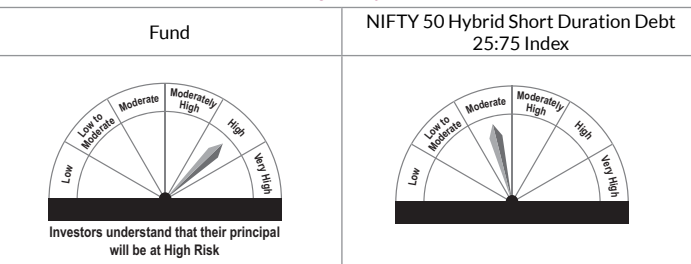 Fund
NIFTY 50 Hybrid Short Duration Debt
25:75 Index
Low
Low to
Moderate
Moderate
Moderately
High
High
Very High
Investors understand that their principal
will be at High Risk
Low
Low to
Moderate
Moderate
Moderately
High
High
Very High